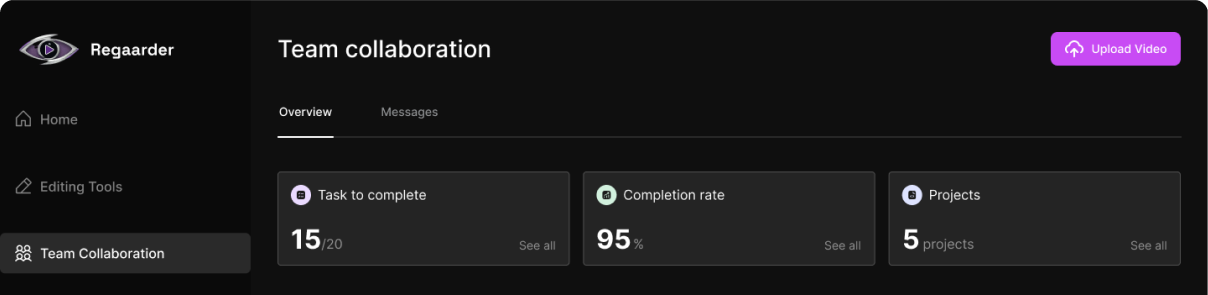 Regaarder
Home
Editing Tools
Team Collaboration
Team collaboration
Upload Video
Overview
Messages
Task to complete
15/20
See all
Completion rate
95 %
See all
Projects
5 projects
See all